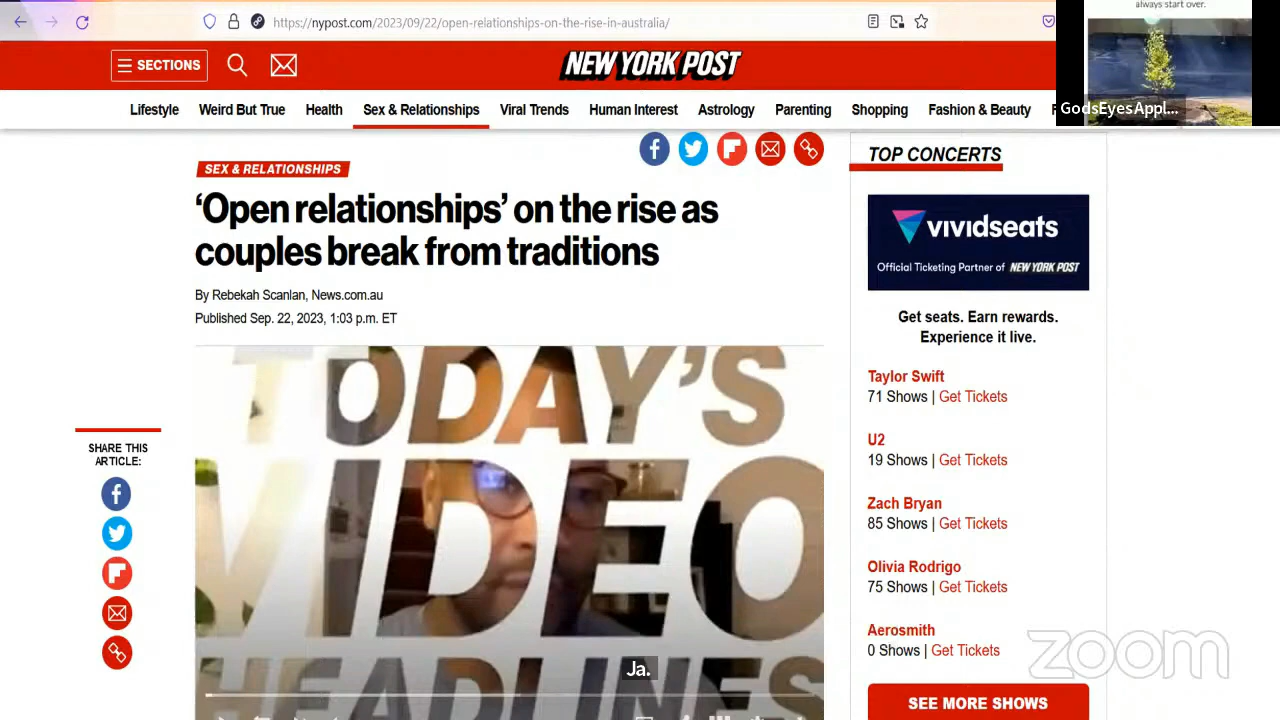 https://nypost.com/2023/09/22/open-relationships-on-the-rise-in-australia/
always start over.
GodsEyesAppl...
SECTIONS
NEW YORK POST
Lifestyle
Weird But True
Health
Sex & Relationships
Viral Trends
Human Interest
Astrology
Parenting
Shopping
Fashion & Beauty
SEX & RELATIONSHIPS
‘Open relationships’ on the rise as
couples break from traditions
By Rebekah Scanlan, News.com.au
Published Sep. 22, 2023, 1:03 p.m. ET
SHARE THIS
ARTICLE:
TODAY’S
VIDEO
HEADLINES
Ja.
TOP CONCERTS
vividseats
Official Ticketing Partner of NEW YORK POST
Get seats. Earn rewards.
Experience it live.
Taylor Swift
71 Shows | Get Tickets
U2
19 Shows | Get Tickets
Zach Bryan
85 Shows | Get Tickets
Olivia Rodrigo
75 Shows | Get Tickets
Aerosmith
0 Shows | Get Tickets
SEE MORE SHOWS
zoom